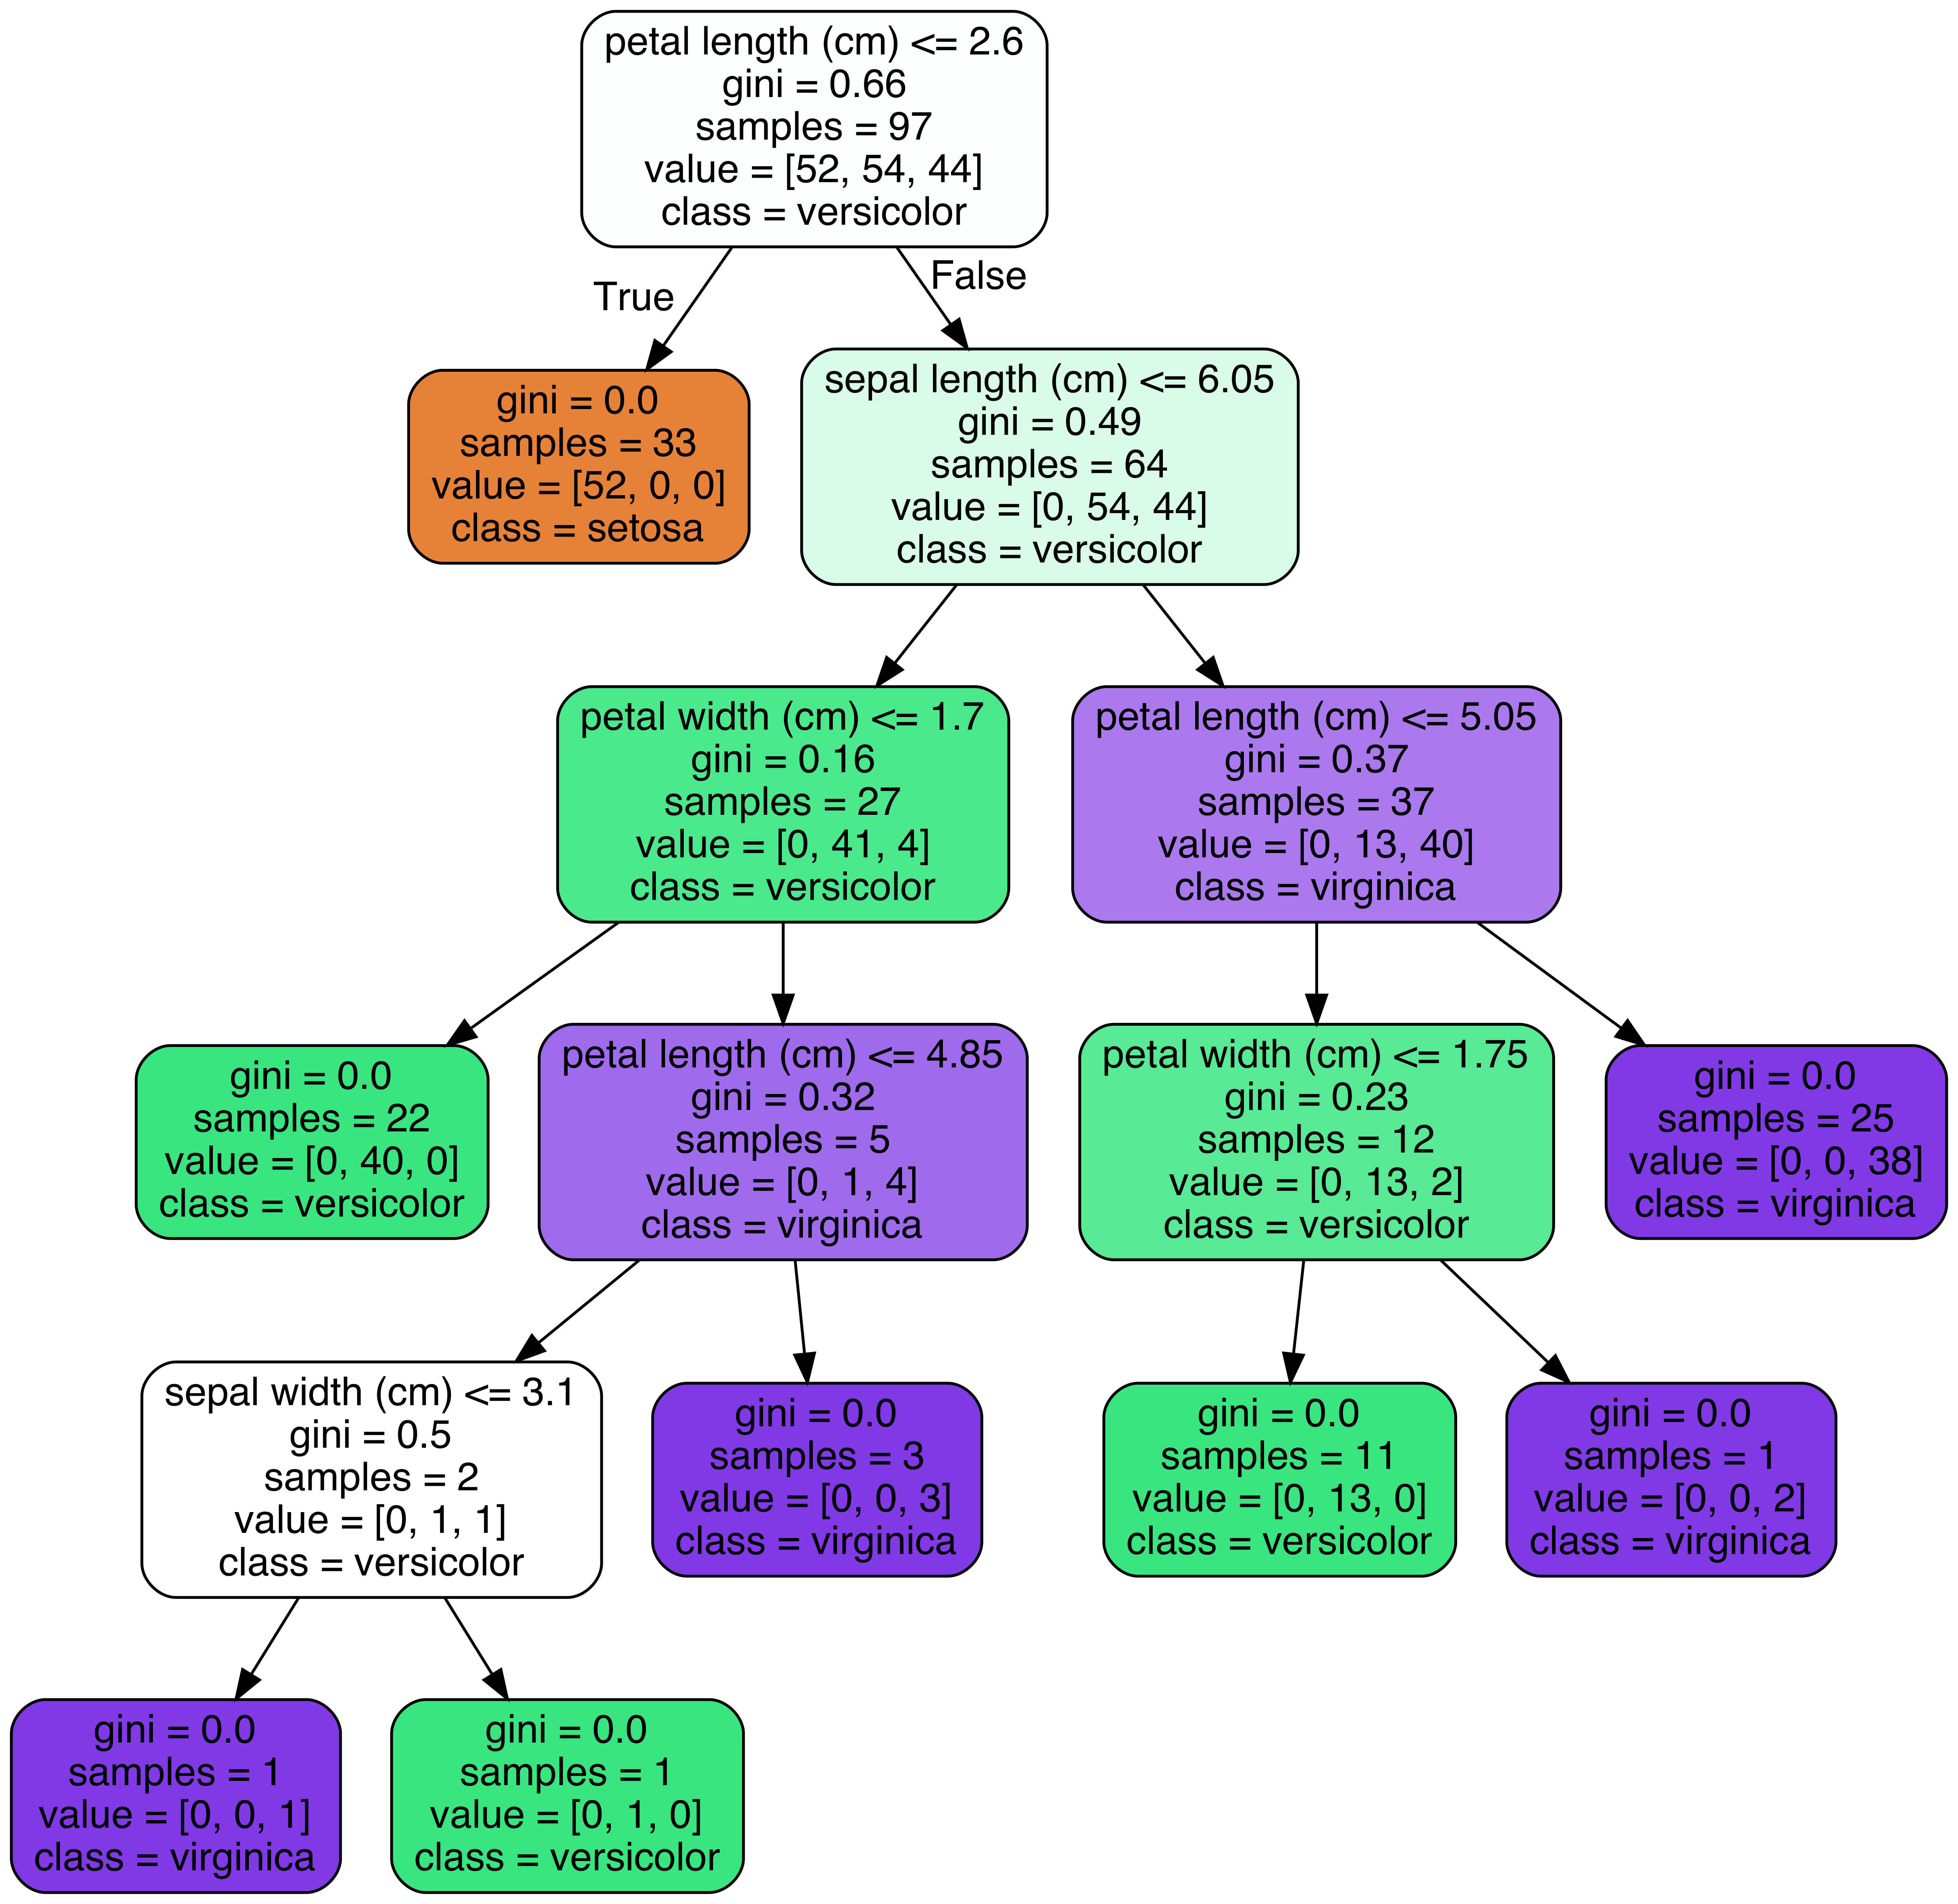 petal length (cm) <= 2.6
gini = 0.66
samples = 97
value = [52, 54, 44]
class = versicolor
True
False
gini = 0.0
samples = 33
value = [52, 0, 0]
class = setosa
sepal length (cm) <= 6.05
gini = 0.49
samples = 64
value = [0, 54, 44]
class = versicolor
petal width (cm) <= 1.7
gini = 0.16
samples = 27
value = [0, 41, 4]
class = versicolor
petal length (cm) <= 5.05
gini = 0.37
samples = 37
value = [0, 13, 40]
class = virginica
gini = 0.0
samples = 22
value = [0, 40, 0]
class = versicolor
petal length (cm) <= 4.85
gini = 0.32
samples = 5
value = [0, 1, 4]
class = virginica
petal width (cm) <= 1.75
gini = 0.23
samples = 12
value = [0, 13, 2]
class = versicolor
gini = 0.0
samples = 25
value = [0, 0, 38]
class = virginica
sepal width (cm) <= 3.1
gini = 0.5
samples = 2
value = [0, 1, 1]
class = versicolor
gini = 0.0
samples = 3
value = [0, 0, 3]
class = virginica
gini = 0.0
samples = 11
value = [0, 13, 0]
class = versicolor
gini = 0.0
samples = 1
value = [0, 0, 2]
class = virginica
gini = 0.0
samples = 1
value = [0, 0, 1]
class = virginica
gini = 0.0
samples = 1
value = [0, 1, 0]
class = versicolor